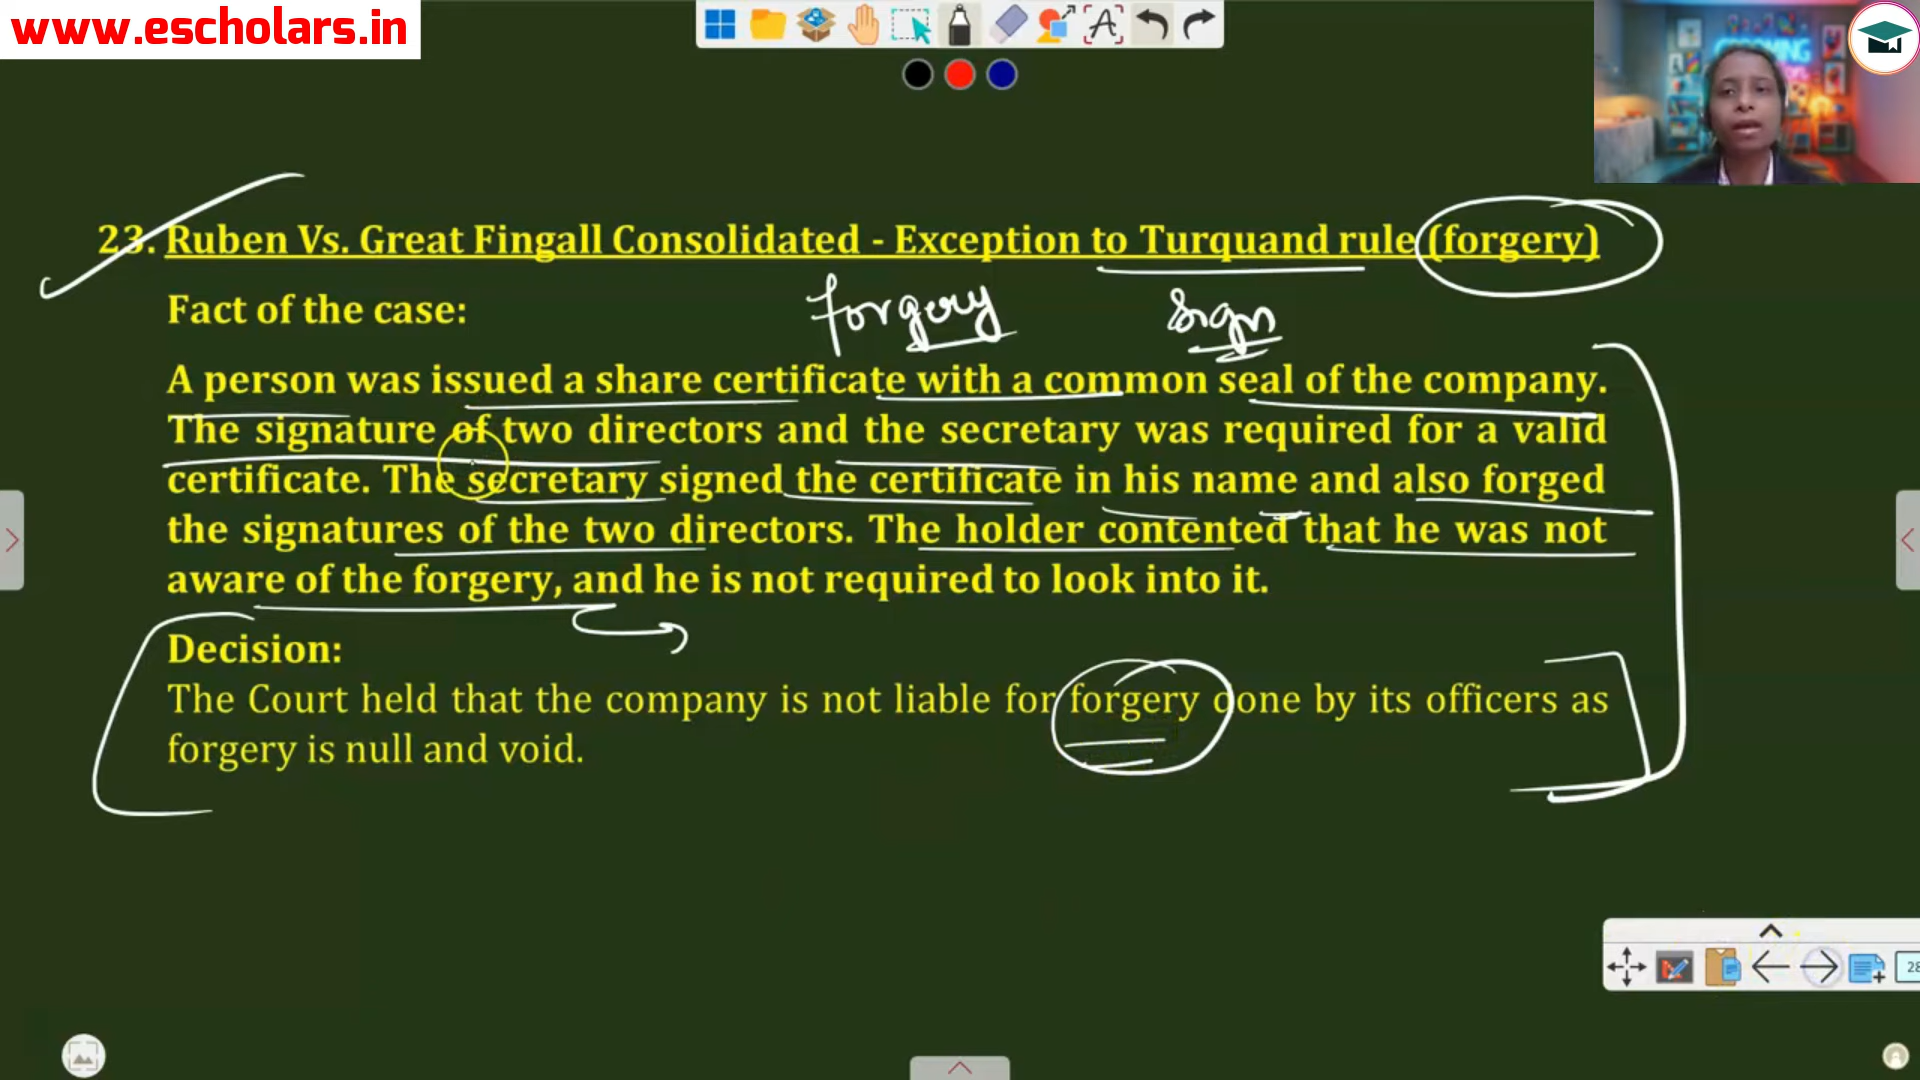 www.escholars.in
23. Ruben Vs. Great Fingall Consolidated - Exception to Turquand rule (forgery)
Fact of the case:
forgery sign
A person was issued a share certificate with a common seal of the company.
The signature of two directors and the secretary was required for a valid
certificate. The secretary signed the certificate in his name and also forged
the signatures of the two directors. The holder contented that he was not
aware of the forgery, and he is not required to look into it.
Decision:
The Court held that the company is not liable for forgery done by its officers as
forgery is null and void.